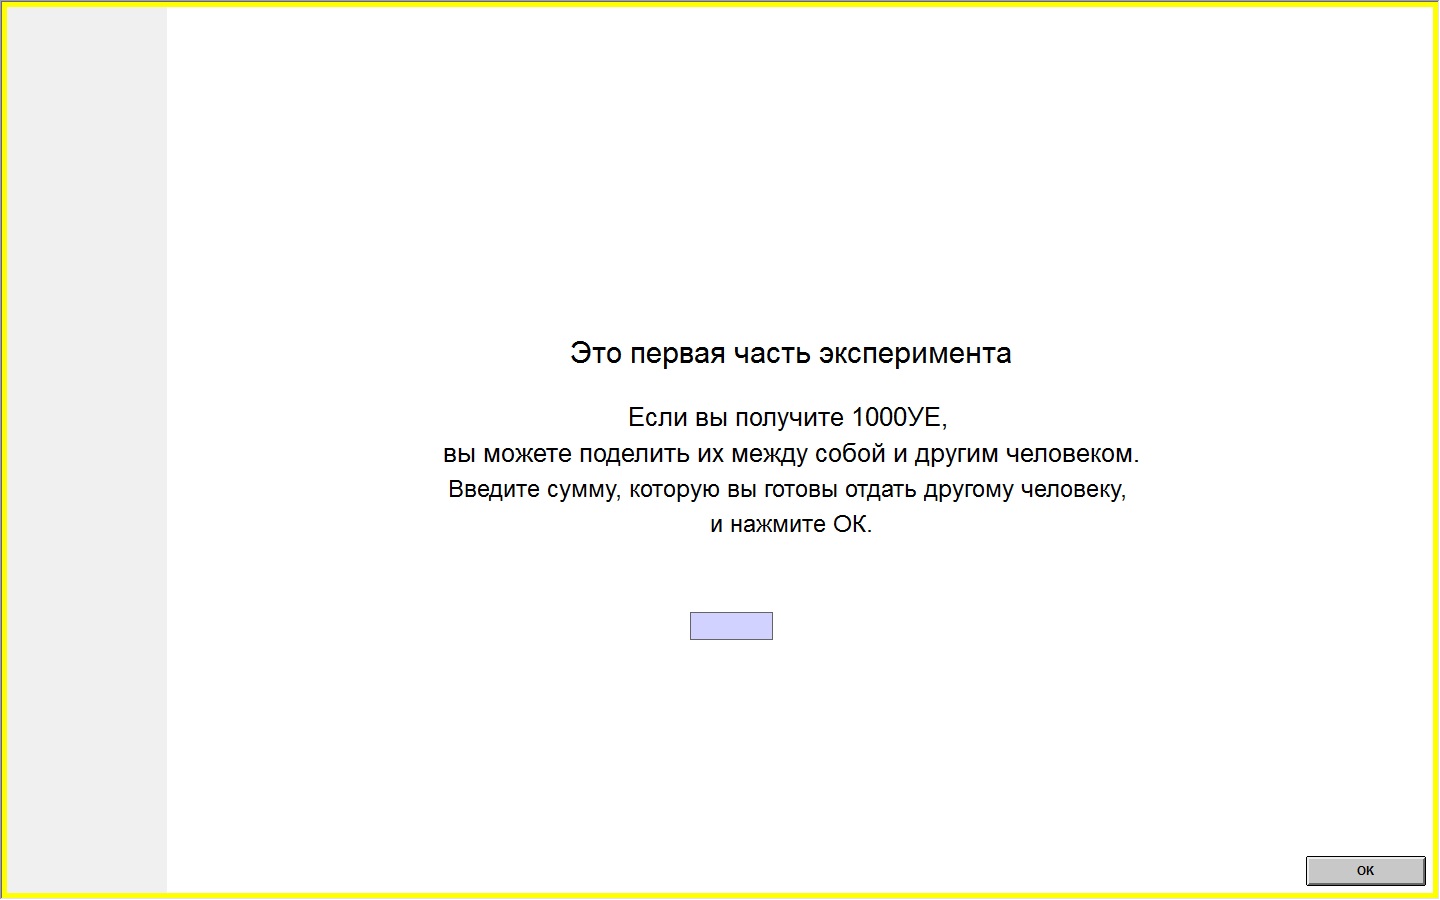 Это первая часть эксперимента
Если вы получите 1000УЕ,
вы можете поделить их между собой и другим человеком.
Введите сумму, которую вы готовы отдать другому человеку,
и нажмите ОК.
ОК